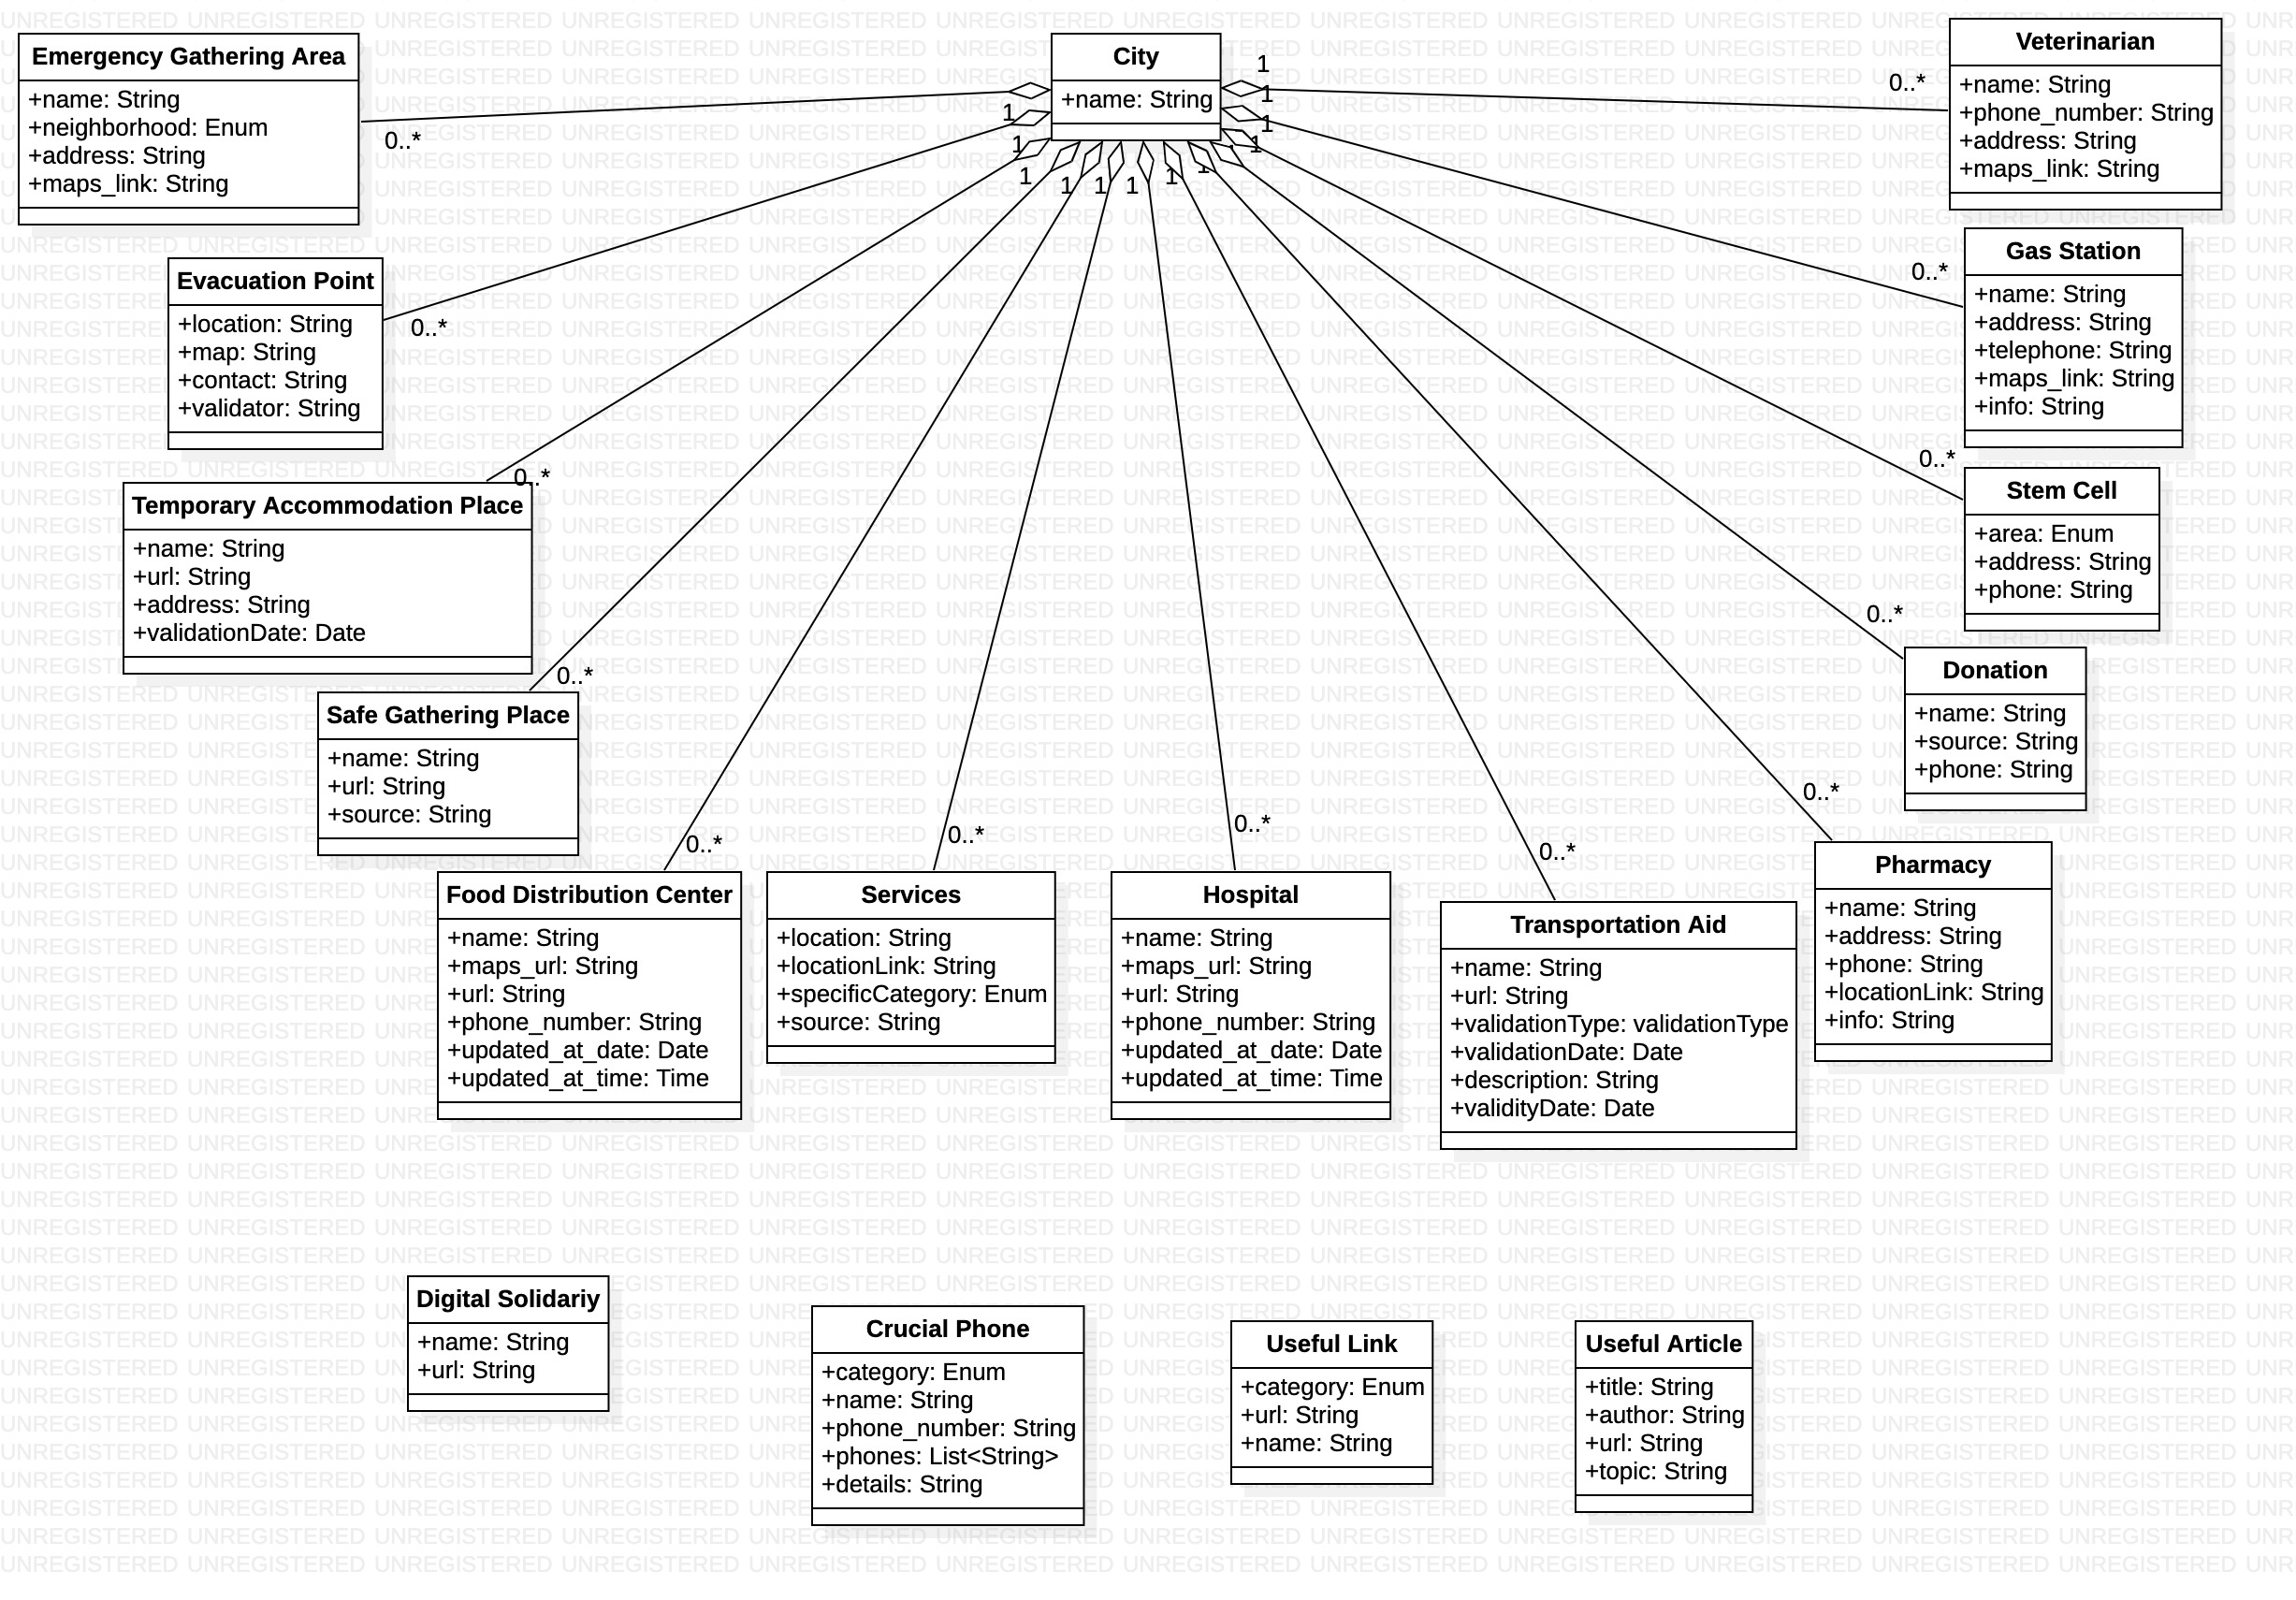 Emergency Gathering Area
+name: String
+neighborhood: Enum
+address: String
+maps_link: String
0..*
City
+name: String
1
1
1
1
1
1
1
1
1
1
1
1
1
Veterinarian
+name: String
+phone_number: String
+address: String
+maps_link: String
0..*
Evacuation Point
+location: String
+map: String
+contact: String
+validator: String
0..*
Gas Station
+name: String
+address: String
+telephone: String
+maps_link: String
+info: String
0..*
Temporary Accommodation Place
+name: String
+url: String
+address: String
+validationDate: Date
0..*
Stem Cell
+area: Enum
+address: String
+phone: String
0..*
Safe Gathering Place
+name: String
+url: String
+source: String
0..*
Donation
+name: String
+source: String
+phone: String
0..*
Food Distribution Center
+name: String
+maps_url: String
+url: String
+phone_number: String
+updated_at_date: Date
+updated_at_time: Time
0..*
Services
+location: String
+locationLink: String
+specificCategory: Enum
+source: String
0..*
Hospital
+name: String
+maps_url: String
+url: String
+phone_number: String
+updated_at_date: Date
+updated_at_time: Time
0..*
Transportation Aid
+name: String
+url: String
+validationType: validationType
+validationDate: Date
+description: String
+validityDate: Date
0..*
Pharmacy
+name: String
+address: String
+phone: String
+locationLink: String
+info: String
0..*
Digital Solidariy
+name: String
+url: String
Crucial Phone
+category: Enum
+name: String
+phone_number: String
+phones: List<String>
+details: String
Useful Link
+category: Enum
+url: String
+name: String
Useful Article
+title: String
+author: String
+url: String
+topic: String
UNREGISTERED